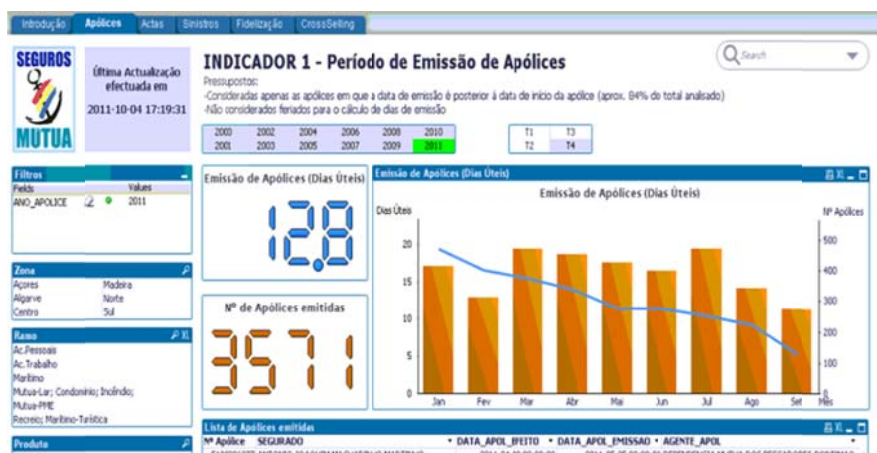 Introdução Apólices Actas Sinistros Fidelização CrossSelling
SEGUROS
MUTUA
Última Actualização
efectuada em
2011-10-04 17:19:31
INDICADOR 1 - Período de Emissão de Apólices
Search
Pressupostos:
-Consideradas apenas as apólices em que a data de emissão é posterior á data de inicio da apólice (aprox. 84% do total analisado)
-Não considerados feriados para o cálculo de dias de emissão
2000 2002 2004 2006 2008 2010
2001 2003 2005 2007 2009 2011
T1 T3
T2 T4
Filtros
Fields Values
ANO_APOLICE 2011
Zona
Açores Madeira
Algarve Norte
Centro Sul
Ramo
Ac.Pessoais
Ac.Trabalho
Marítimo
Mutua-Lar; Condomínio; Incêndio;
Mutua-PME
Recreio; Marítimo-Turística
Produto
Emissão de Apólices (Dias Úteis)
12,8
Nº de Apólices emitidas
3571
Emissão de Apólices (Dias Úteis)
XL
Emissão de Apólices (Dias Úteis)
Dias Úteis
Nº Apólices
20
15
10
5
0
500
400
300
200
100
0
Jan Fev Mar Abr Mai Jun Jul Ago Set Mês
Lista de Apólices emitidas
XL
Nº Apólice SEGURADO DATA_APOL_EFEITO DATA_APOL_EMISSAO AGENTE_APOL